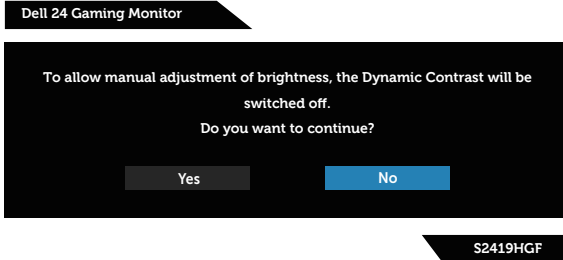 Dell 24 Gaming Monitor
To allow manual adjustment of brightness, the Dynamic Contrast will be
switched off.
Do you want to continue?
Yes
No
S2419HGF